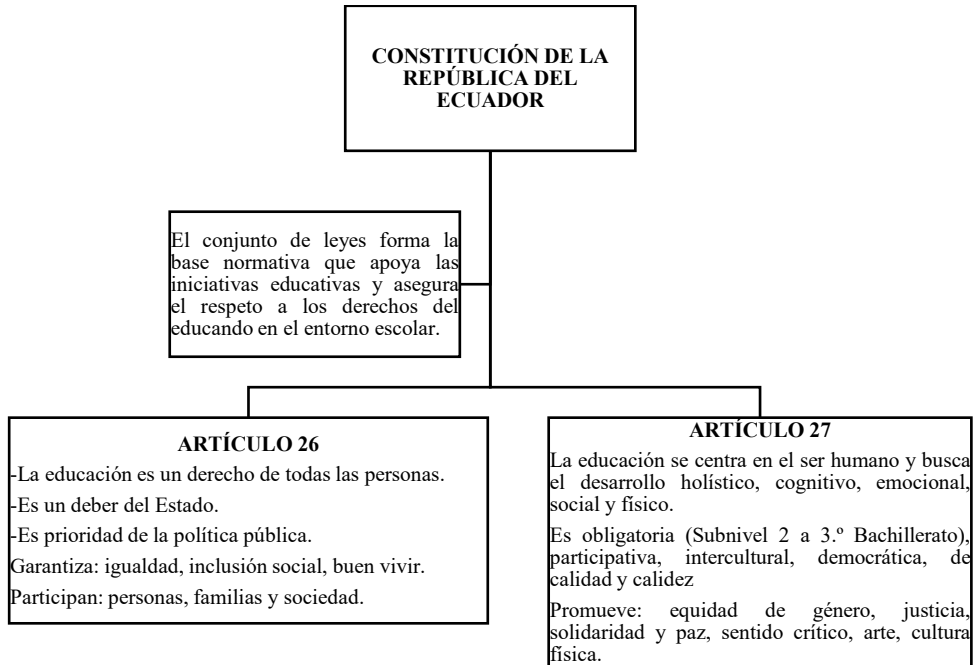 CONSTITUCIÓN DE LA
REPÚBLICA DEL
ECUADOR
El conjunto de leyes forma la
base normativa que apoya las
iniciativas educativas y asegura
el respeto a los derechos del
educando en el entorno escolar.
ARTÍCULO 26
-La educación es un derecho de todas las personas.
-Es un deber del Estado.
-Es prioridad de la política pública.
Garantiza: igualdad, inclusión social, buen vivir.
Participan: personas, familias y sociedad.
ARTÍCULO 27
La educación se centra en el ser humano y busca
el desarrollo holístico, cognitivo, emocional,
social y físico.
Es obligatoria (Subnivel 2 a 3.º Bachillerato),
participativa, intercultural, democrática, de
calidad y calidez
Promueve: equidad de género, justicia,
solidaridad y paz, sentido crítico, arte, cultura
física.